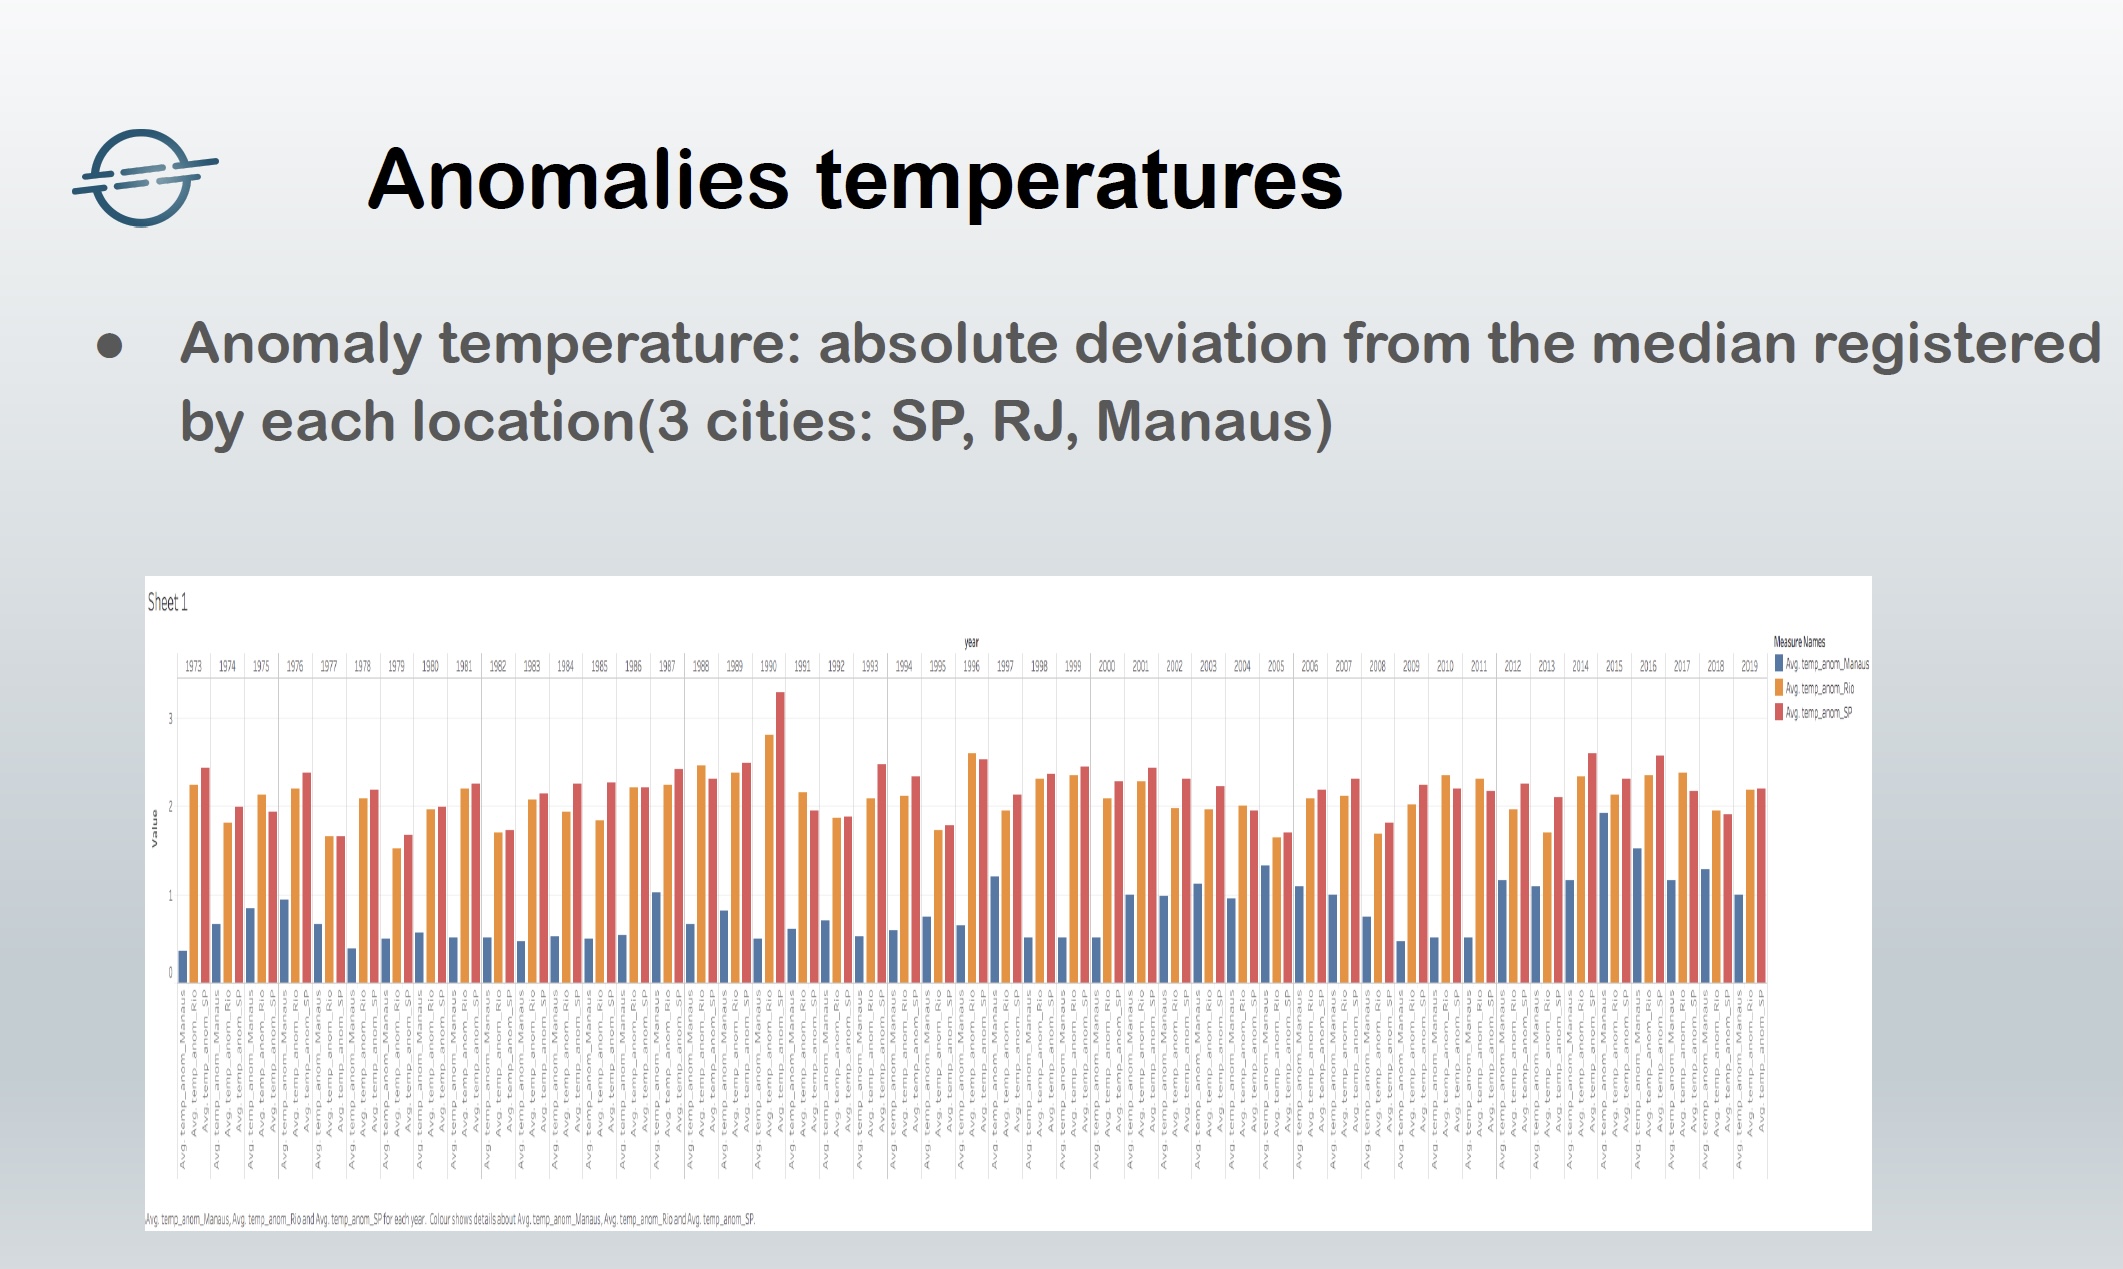 Anomalies temperatures
● Anomaly temperature: absolute deviation from the median registered
by each location(3 cities: SP, RJ, Manaus)
Sheet 1
year
1973 1974 1975 1976 1977 1978 1979 1980 1981 1982 1983 1984 1985 1986 1987 1988 1989 1990 1991 1992 1993 1994 1995 1996 1997 1998 1999 2000 2001 2002 2003 2004 2005 2006 2007 2008 2009 2010 2011 2012 2013 2014 2015 2016 2017 2018 2019
Measure Names
Avg. temp_anom_Manaus
Avg. temp_anom_Rio
Avg. temp_anom_SP
Value
3
2
1
0
Avg. temp_anom_Manaus
Avg. temp_anom_Rio
Avg. temp_anom_SP
Avg. temp_anom_Manaus, Avg. temp_anom_Rio and Avg. temp_anom_SP for each year. Colour shows details about Avg. temp_anom_Manaus, Avg. temp_anom_Rio and Avg. temp_anom_SP.